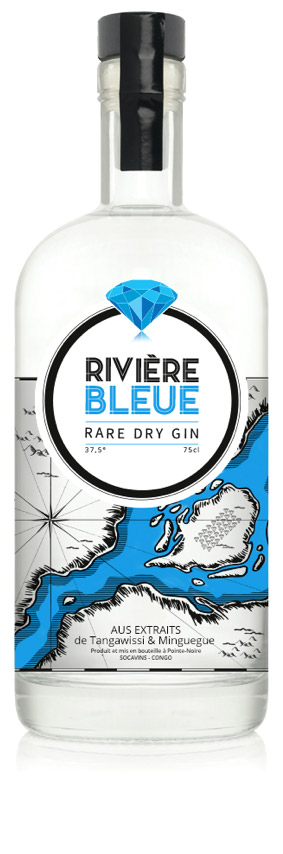 RIVIÈRE
BLEUE
RARE DRY GIN
37,5° 75cl
AUS EXTRAITS
de Tangawissi & Minguegue
Produit et mis en bouteille à Pointe-Noire
SOCAVINS - CONGO